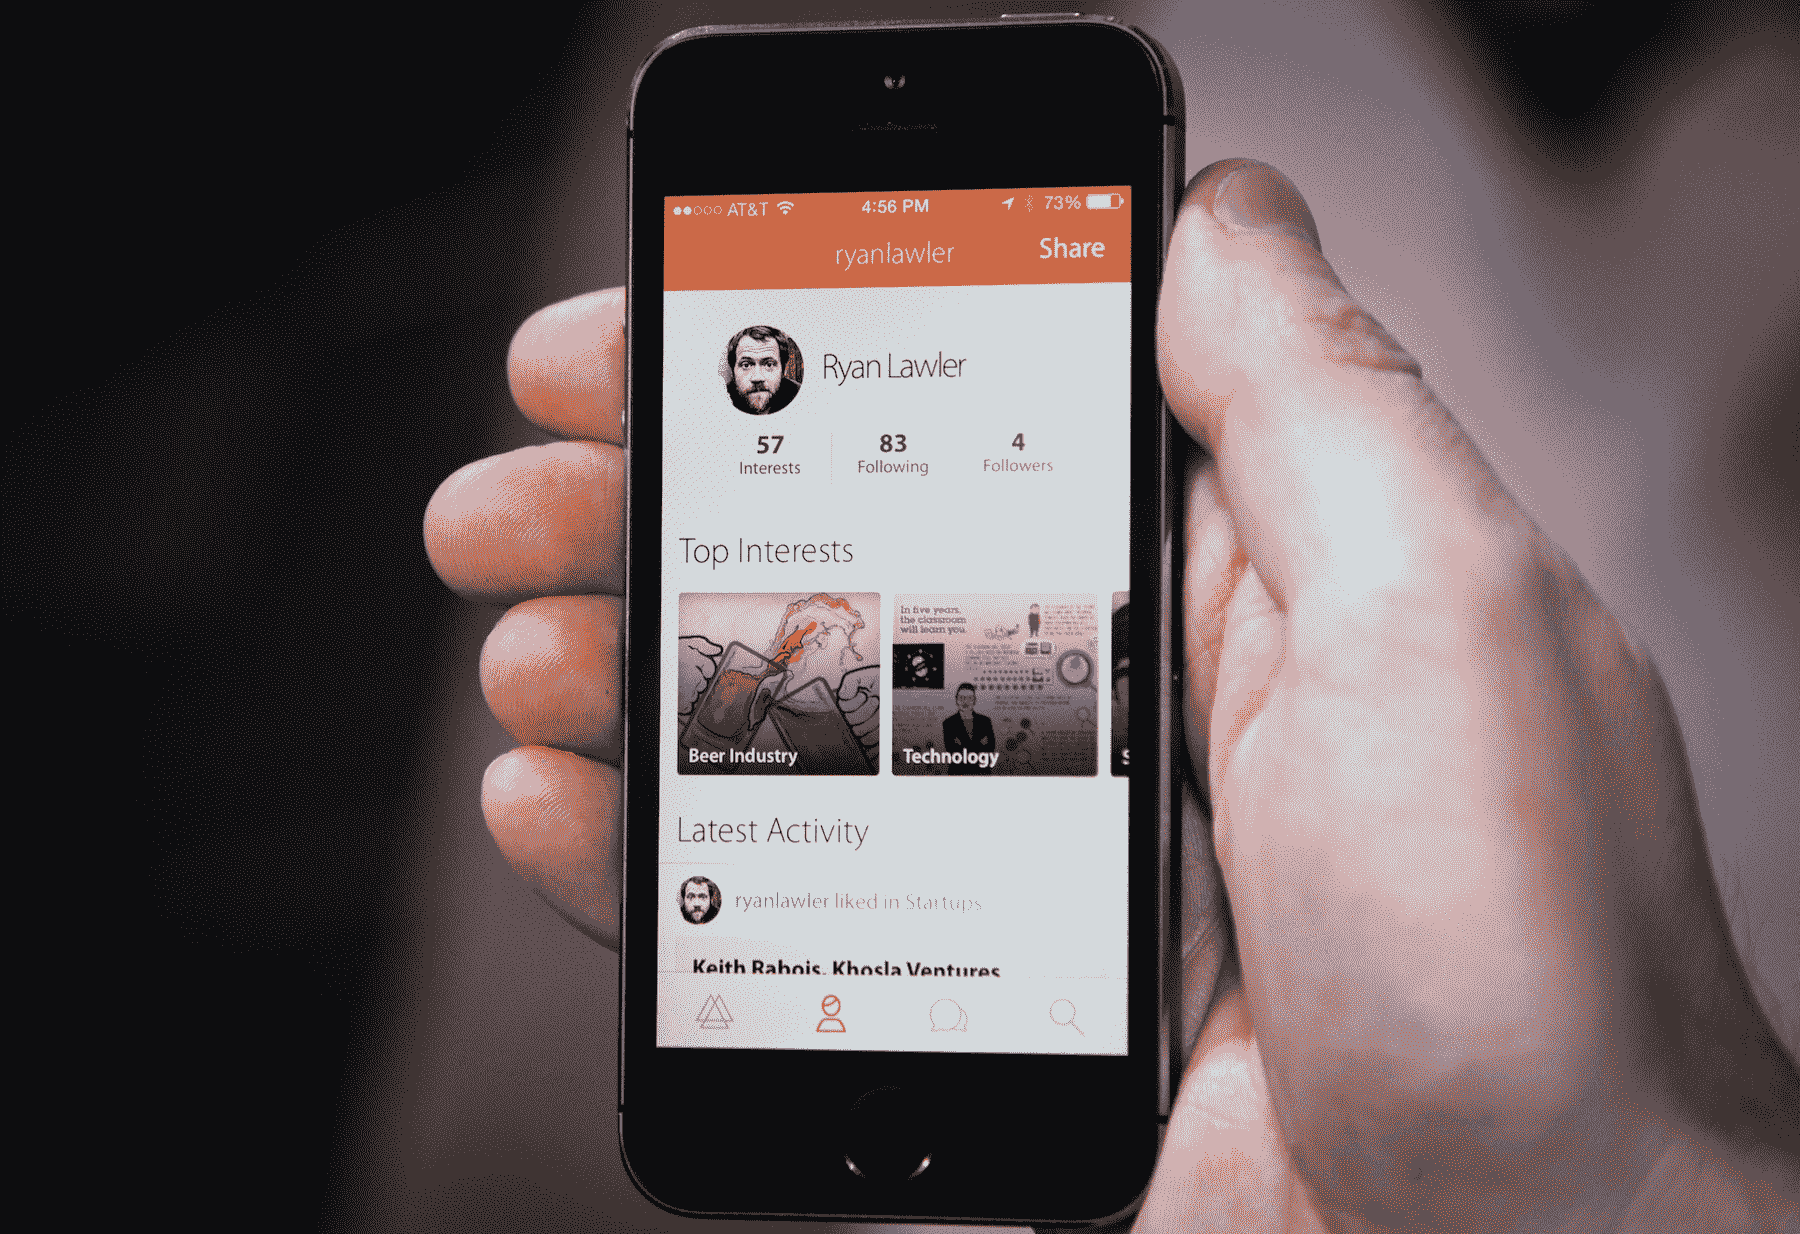 AT&T 4:56 PM 73%
ryanlawler Share
Ryan Lawler
57 83 4
Interests Following Followers
Top Interests
In five years,
the classroom
will learn you.
Beer Industry Technology S
Latest Activity
ryanlawler liked in Startups
Keith Rabois, Khosla Ventures